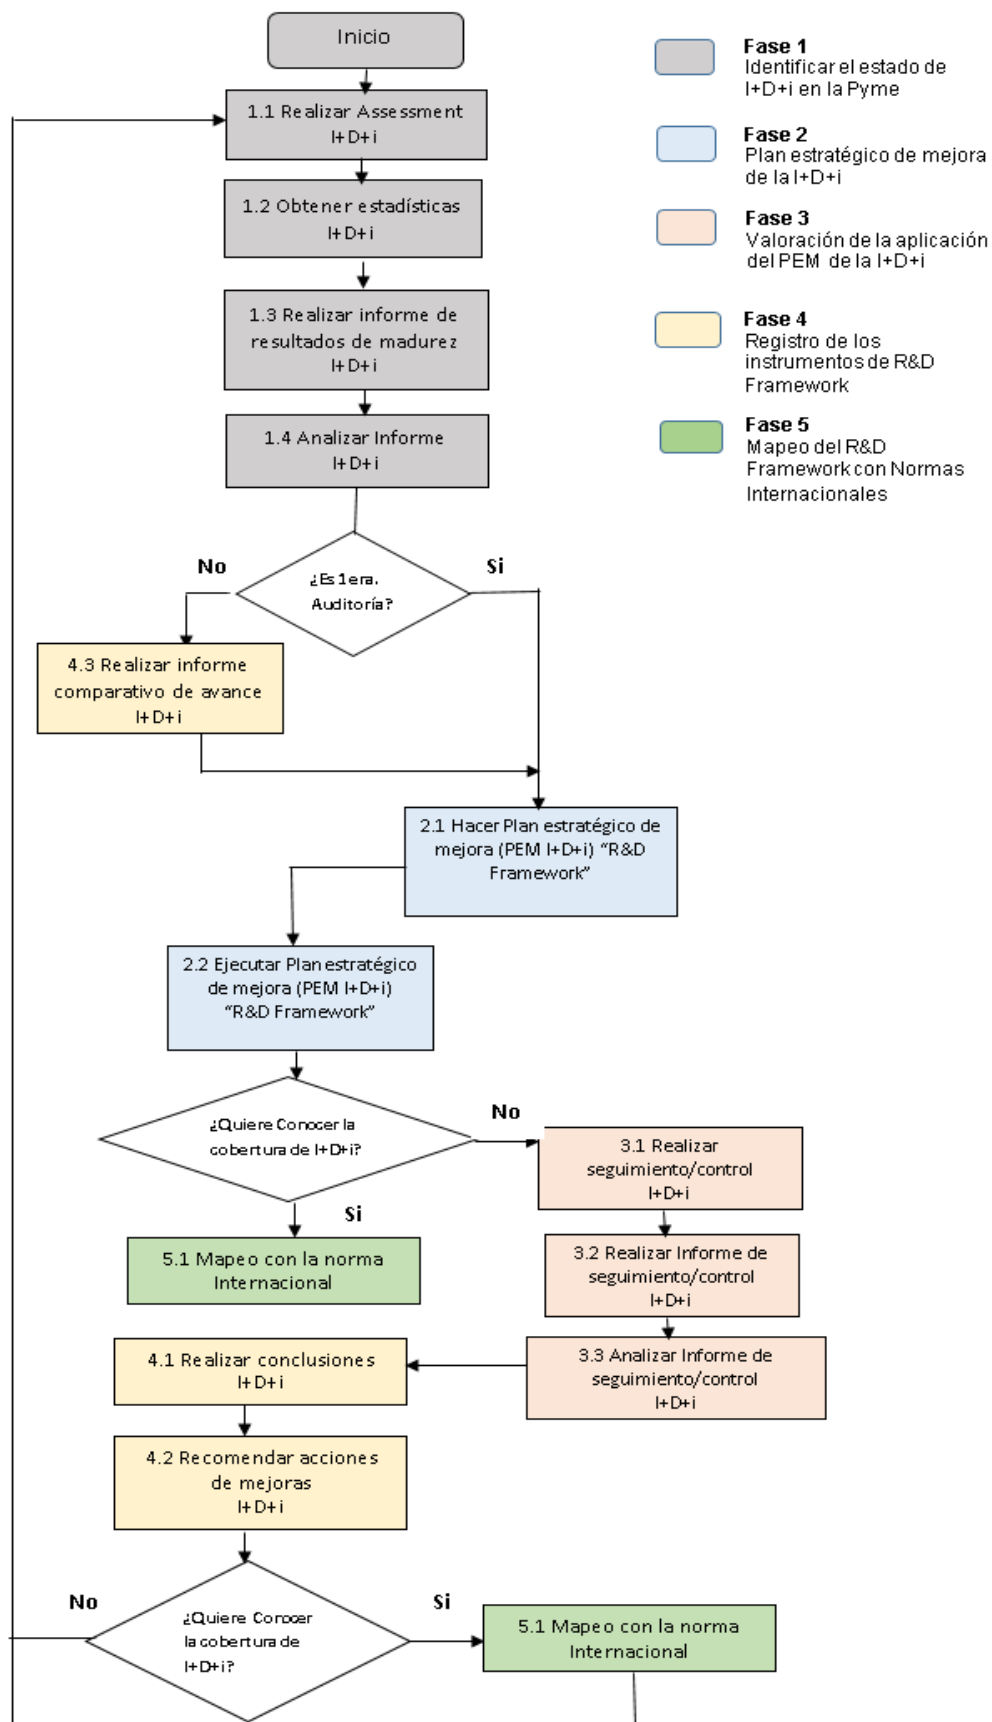 Inicio
1.1 Realizar Assessment
I+D+i
1.2 Obtener estadísticas
I+D+i
1.3 Realizar informe de
resultados de madurez
I+D+i
1.4 Analizar Informe
I+D+i
Fase 1
Identificar el estado de
I+D+i en la Pyme
Fase 2
Plan estratégico de mejora
de la I+D+i
Fase 3
Valoración de la aplicación
del PEM de la I+D+i
Fase 4
Registro de los
instrumentos de R&D
Framework
Fase 5
Mapeo del R&D
Framework con Normas
Internacionales
No
Si
¿Es 1era.
Auditoría?
4.3 Realizar informe
comparativo de avance
I+D+i
2.1 Hacer Plan estratégico de
mejora (PEM I+D+i) “R&D
Framework”
2.2 Ejecutar Plan estratégico
de mejora (PEM I+D+i)
“R&D Framework”
¿Quiere Conocer la
cobertura de I+D+i?
No
Si
3.1 Realizar
seguimiento/control
I+D+i
5.1 Mapeo con la norma
Internacional
3.2 Realizar Informe de
seguimiento/control
I+D+i
3.3 Analizar Informe de
seguimiento/control
I+D+i
4.1 Realizar conclusiones
I+D+i
4.2 Recomendar acciones
de mejoras
I+D+i
No
Si
¿Quiere Conocer
la cobertura de
I+D+i?
5.1 Mapeo con la norma
Internacional